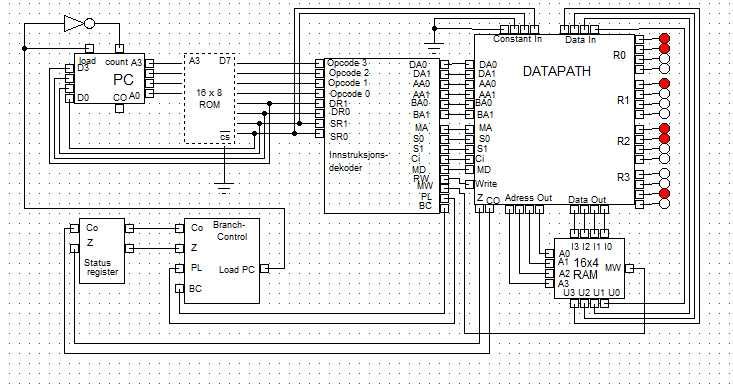 load
count A3
D3
PC
D0
CO
A0
A3 D7
16 x 8
ROM
cs
Opcode 3
Opcode 2
Opcode 1
Opcode 0
DR1
DR0
SR1
SR0
Innstruksjons-
dekoder
DA0
DA1
AA0
AA1
BA0
BA1
MA
S0
S1
Ci
MD
RW
MW
PL
BC
Constant In
Data In
DATAPATH
DA0
DA1
AA0
AA1
BA0
BA1
MA
S0
S1
Ci
MD
Write
Z CO
Adress Out
Data Out
R0
R1
R2
R3
Co
Z
Status
register
Branch-
Control
Co
Z
PL
Load PC
BC
I3 I2 I1 I0
A0
A1
A2
A3
16x4
RAM
MW
U3 U2 U1 U0